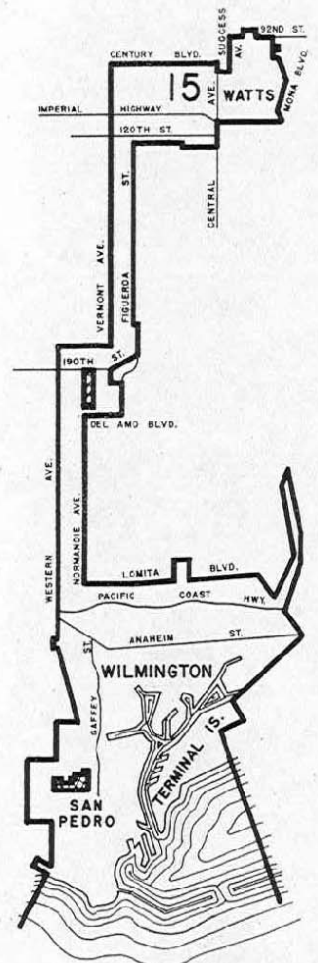 SUCCESS AV.
92ND ST.
CENTURY BLVD.
15
WATTS
MONA BLVD.
IMPERIAL HIGHWAY
AVE.
120TH ST.
CENTRAL
ST.
FIGUEROA
VERMONT AVE.
190TH ST.
DEL AMO BLVD.
WESTERN AVE.
NORMANDIE AVE.
LOMITA BLVD.
PACIFIC COAST HWY.
ANAHEIM ST.
ST.
GAFFEY
WILMINGTON
TERMINAL IS.
SAN
PEDRO